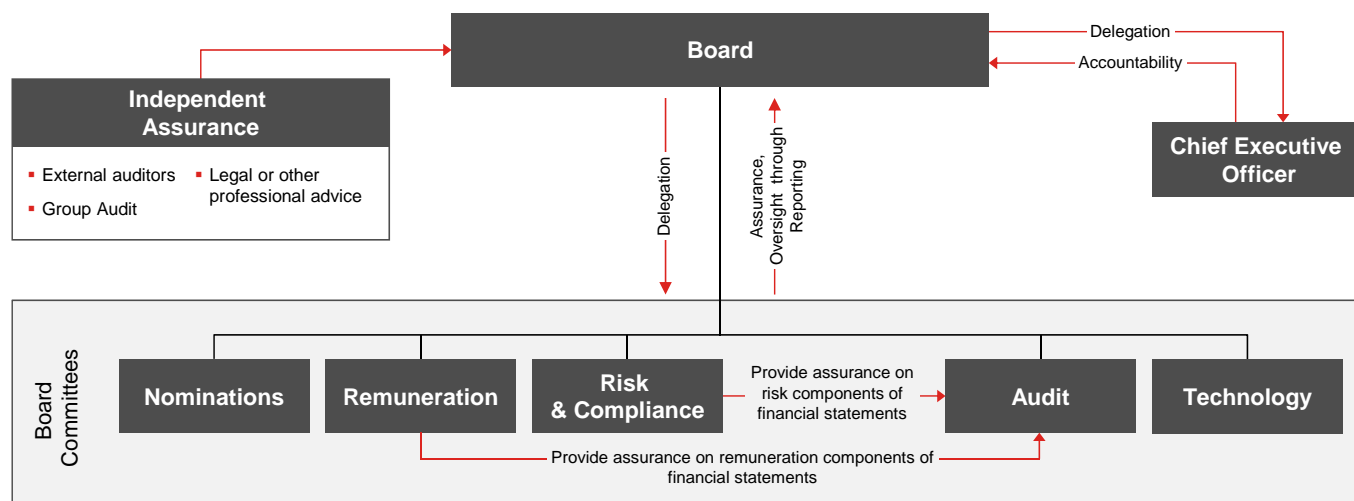 Board
Delegation
Accountability
Independent
Assurance
External auditors
Group Audit
Legal or other
professional advice
Chief Executive
Officer
Delegation
Assurance,
Oversight through
Reporting
Board
Committees
Nominations
Remuneration
Risk
& Compliance
Provide assurance on
risk components of
financial statements
Audit
Technology
Provide assurance on remuneration components of
financial statements